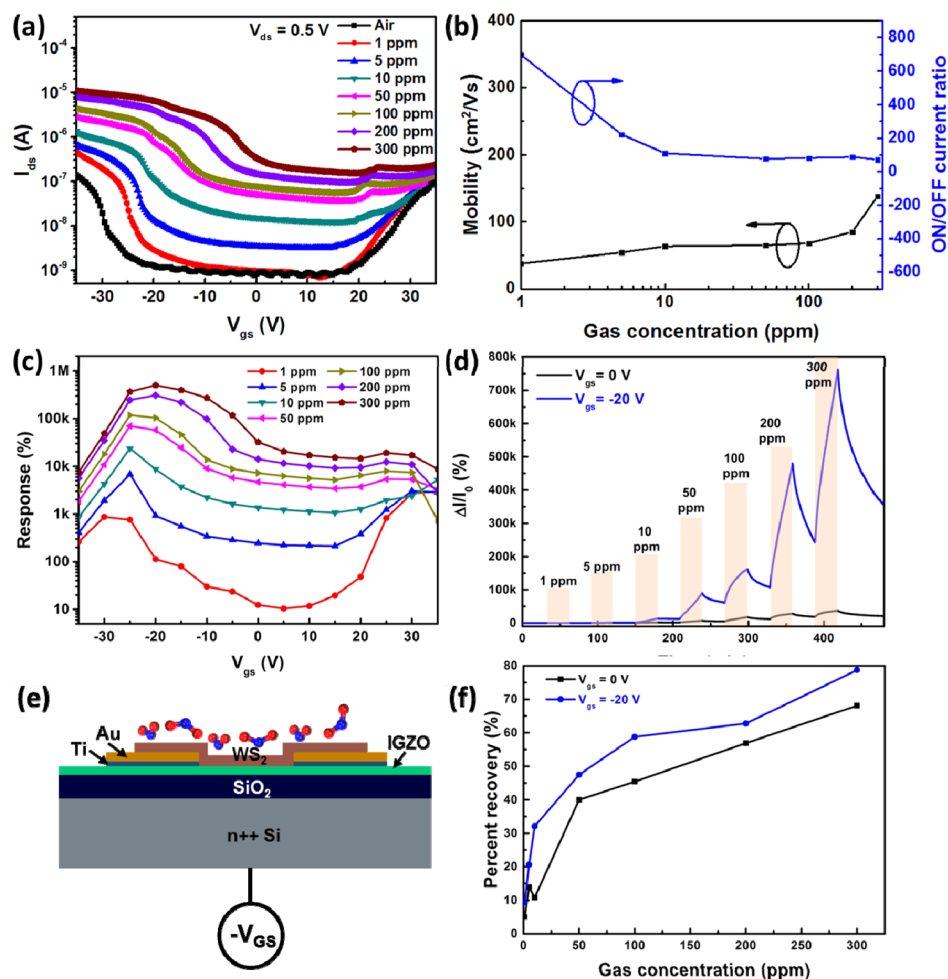 (a)
V_ds = 0.5 V
Air
1 ppm
5 ppm
10 ppm
50 ppm
100 ppm
200 ppm
300 ppm
I_ds (A)
10^-4
10^-5
10^-6
10^-7
10^-8
10^-9
-30 -20 -10 0 10 20 30
V_gs (V)
(b)
Mobility (cm²/Vs)
400
300
200
100
0
800
600
400
200
0
-200
-400
-600
ON/OFF current ratio
1 10 100
Gas concentration (ppm)
(c)
1 ppm
5 ppm
10 ppm
50 ppm
100 ppm
200 ppm
300 ppm
Response (%)
1M
100k
10k
1k
100
10
-30 -20 -10 0 10 20 30
V_gs (V)
(d)
V_gs = 0 V
V_gs = -20 V
ΔI/I_0 (%)
800k
700k
600k
500k
400k
300k
200k
100k
0
1 ppm
5 ppm
10
ppm
50
ppm
100
ppm
200
ppm
300
ppm
0 100 200 300 400
(e)
Au
Ti
WS₂
IGZO
SiO₂
n++ Si
-V_GS
(f)
V_gs = 0 V
V_gs = -20 V
Percent recovery (%)
80
70
60
50
40
30
20
10
0
0 50 100 150 200 250 300
Gas concentration (ppm)